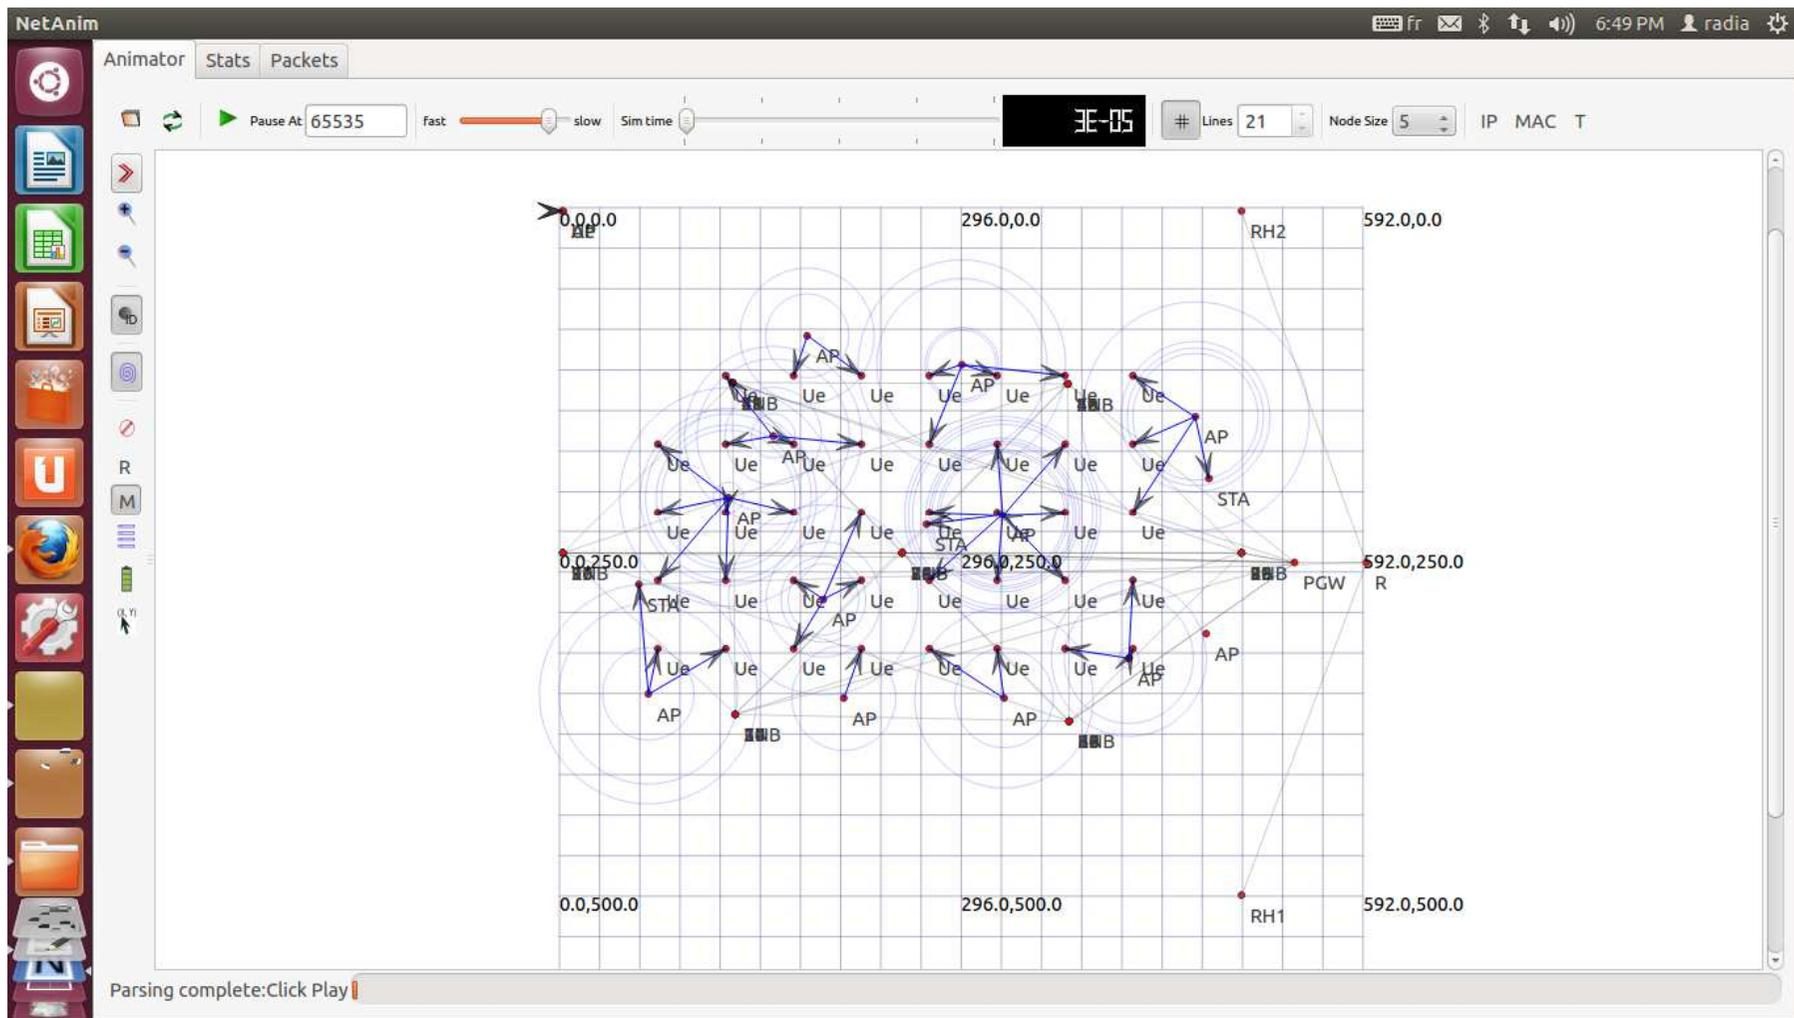 NetAnim
fr 6:49 PM radia
Animator Stats Packets
Pause At 65535 fast slow Sim time 3E-05 # Lines 21 Node Size 5 IP MAC T
ID
R
M
0.0,0.0 296.0,0.0 592.0,0.0
RH2
AP
AP
Ue Ue Ue Ue Ue Ue
AP
AP
Ue Ue Ue Ue Ue Ue Ue Ue
STA
AP
Ue Ue Ue Ue Ue Ue Ue
STA AP
0.0,250.0 296.0,250.0 592.0,250.0
PGW R
STA
Ue Ue Ue Ue Ue Ue Ue Ue
AP
AP
Ue Ue Ue Ue Ue Ue Ue Ue
AP
AP AP AP
0.0,500.0 296.0,500.0 592.0,500.0
RH1
Parsing complete:Click Play